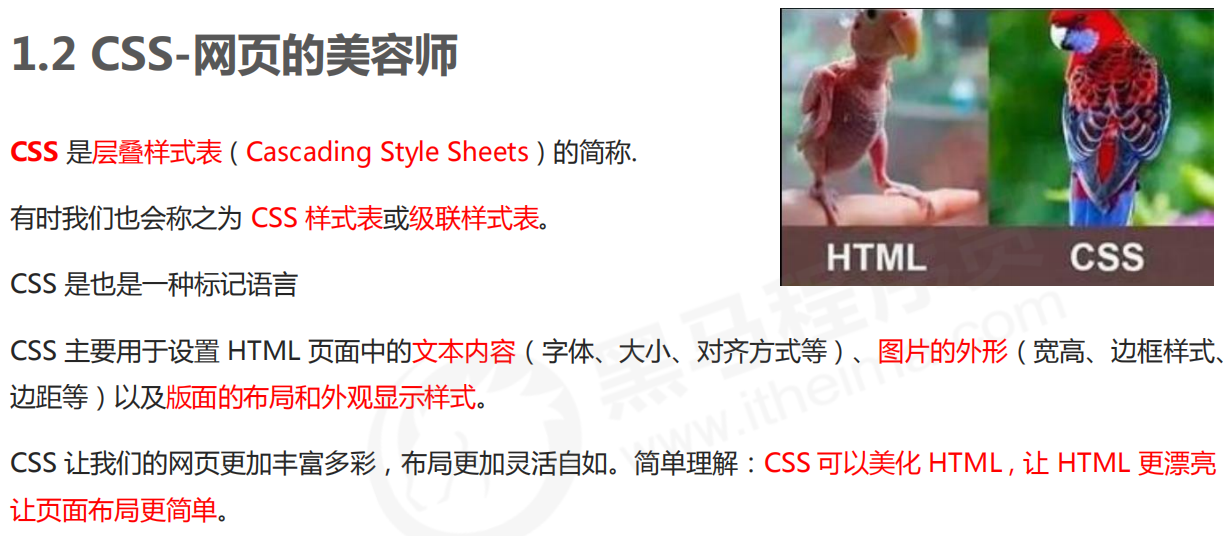 1.2 CSS-网页的美容师
HTML
CSS
CSS 是层叠样式表 ( Cascading Style Sheets ) 的简称.
有时我们也会称之为 CSS 样式表或级联样式表。
CSS 是也是一种标记语言
CSS 主要用于设置 HTML 页面中的文本内容（字体、大小、对齐方式等）、图片的外形（宽高、边框样式、
边距等）以及版面的布局和外观显示样式。
CSS 让我们的网页更加丰富多彩，布局更加灵活自如。简单理解：CSS 可以美化 HTML , 让 HTML 更漂亮
让页面布局更简单。
黑马程序员
www.itheima.com